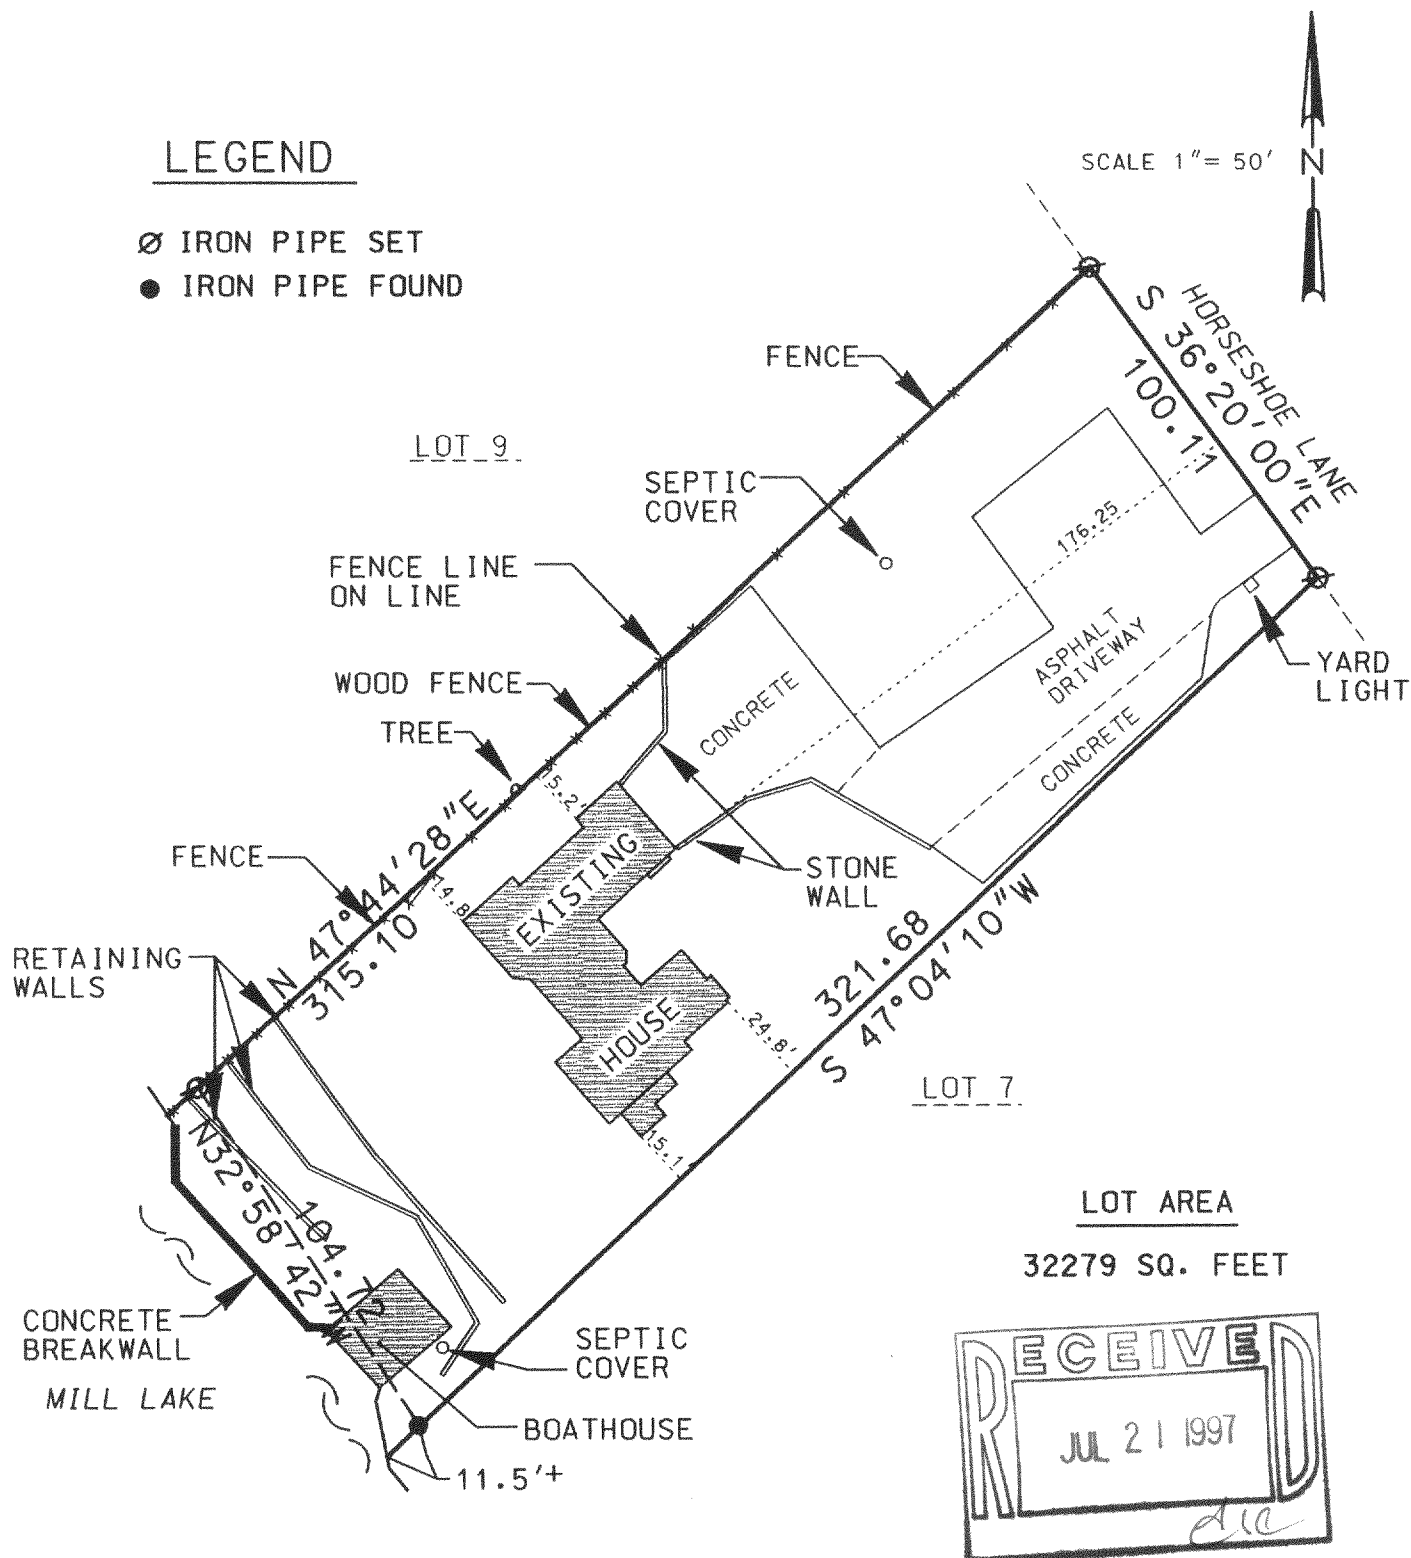 LEGEND
Ø IRON PIPE SET
● IRON PIPE FOUND
SCALE 1"= 50'
N
HORSESHOE LANE
S 36°20'00"E
100.11
FENCE
LOT 9
SEPTIC
COVER
176.25
FENCE LINE
ON LINE
ASPHALT
DRIVEWAY
YARD
LIGHT
WOOD FENCE
CONCRETE
TREE
CONCRETE
15.2'
N 47°44'28"E
315.10
FENCE
14.8
EXISTING
HOUSE
STONE
WALL
321.68
S 47°04'10"W
RETAINING
WALLS
24.8'
LOT 7
15.1
N32°58'42"W
104.72
LOT AREA
32279 SQ. FEET
CONCRETE
BREAKWALL
MILL LAKE
SEPTIC
COVER
BOATHOUSE
11.5'+
RECEIVED
JUL 21 1997